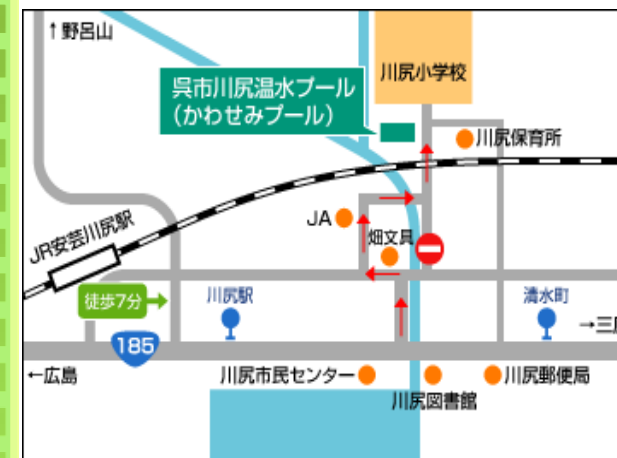 ↑野呂山
川尻小学校
呉市川尻温水プール
（かわせみプール）
川尻保育所
JR安芸川尻駅
JA
畑文具
徒歩7分→
川尻駅
清水町
→三
185
←広島
川尻市民センター
川尻郵便局
川尻図書館